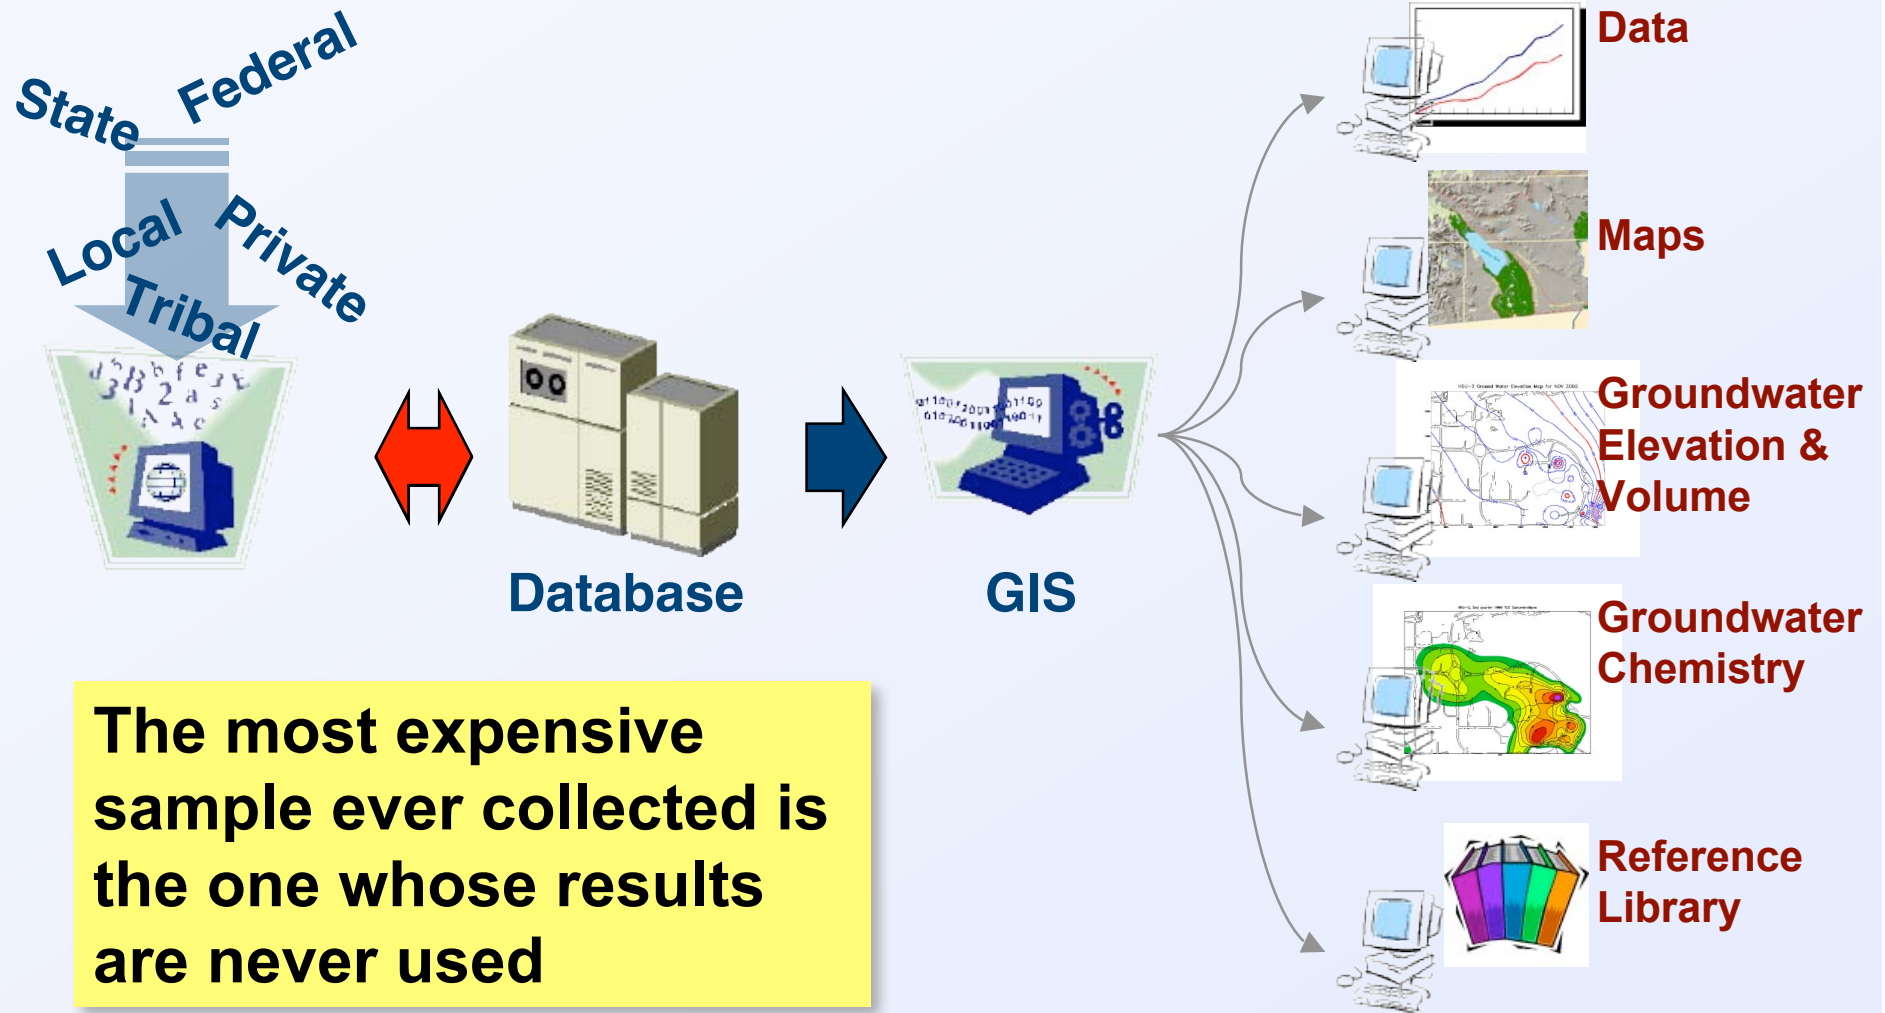 State
Federal
Local
Private
Tribal
Database
GIS
Data
Maps
Groundwater
Elevation &
Volume
Groundwater
Chemistry
Reference
Library
The most expensive
sample ever collected is
the one whose results
are never used